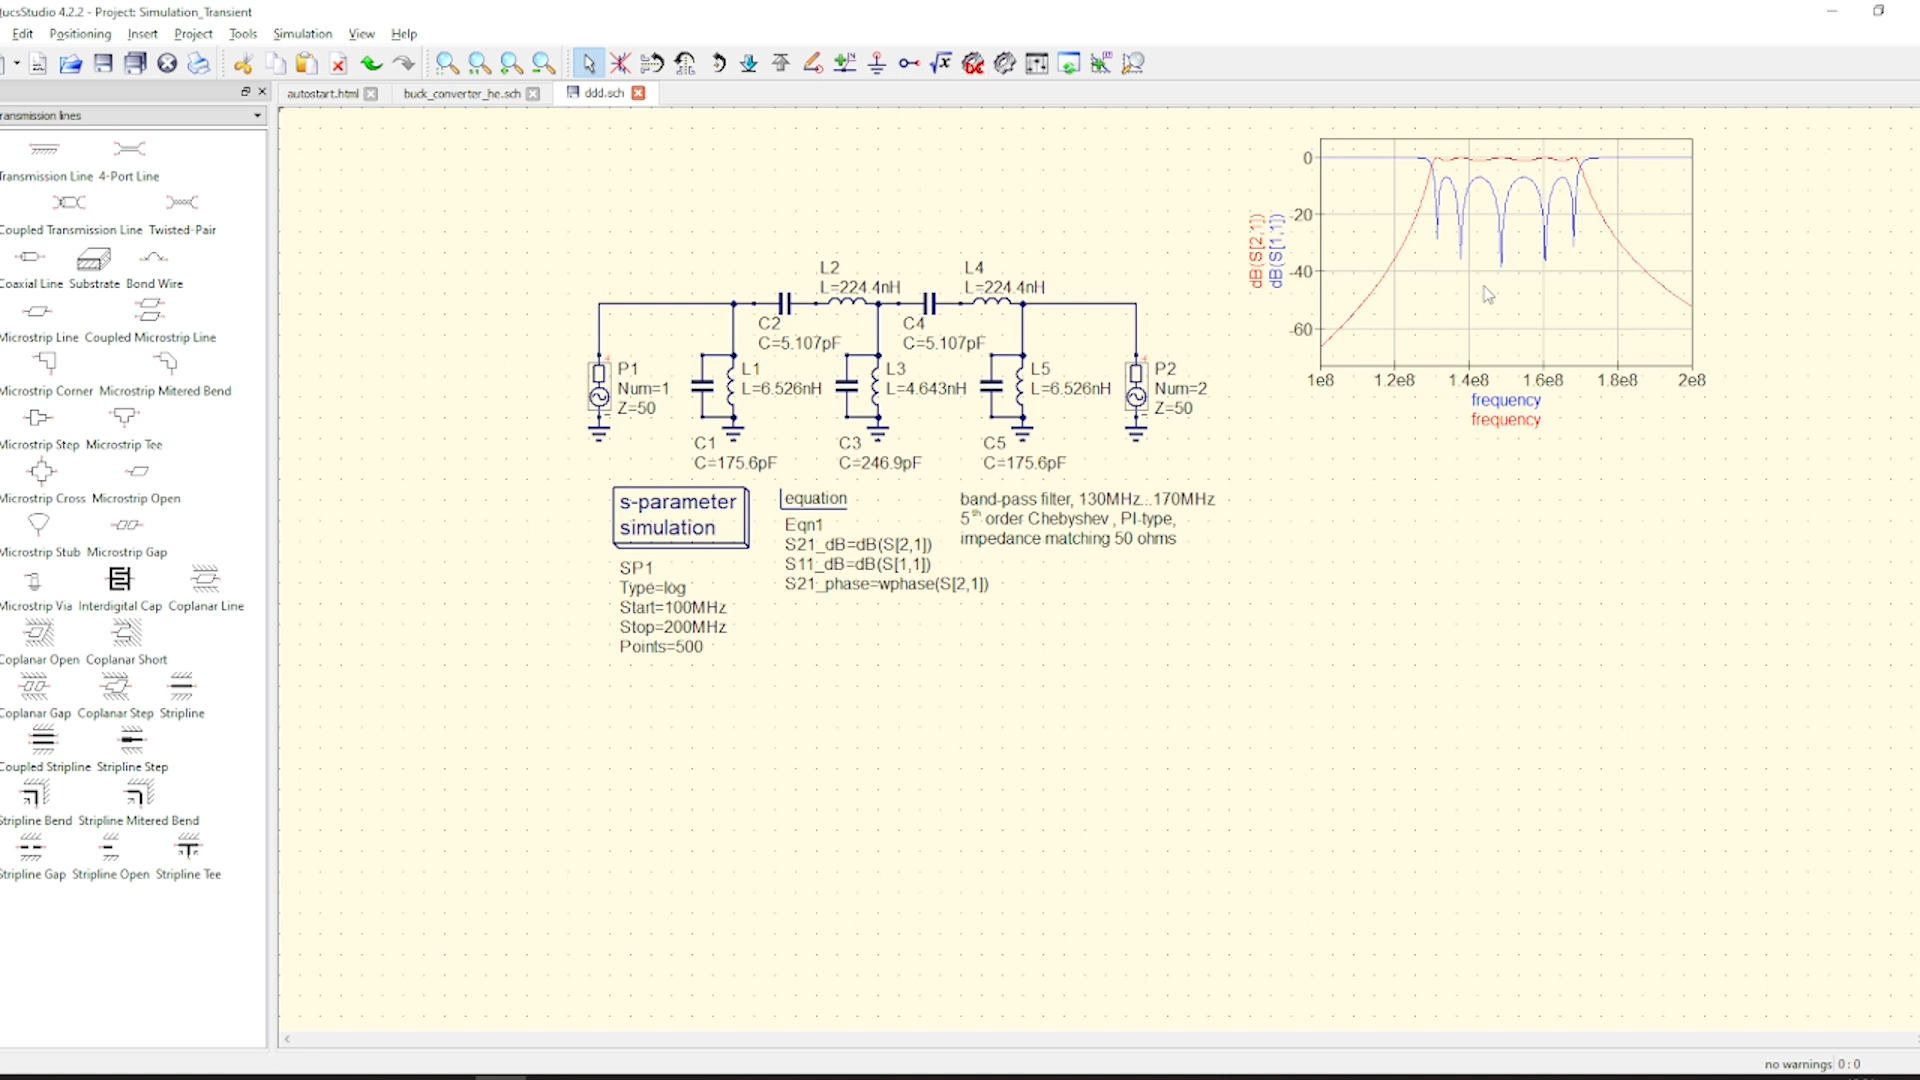 ucsStudio 4.2.2 - Project: Simulation_Transient
Edit Positioning Insert Project Tools Simulation View Help
autostart.html buck_converter_he.sch ddd.sch
ransmission lines
Transmission Line 4-Port Line
Coupled Transmission Line Twisted-Pair
Coaxial Line Substrate Bond Wire
Microstrip Line Coupled Microstrip Line
Microstrip Corner Microstrip Mitered Bend
Microstrip Step Microstrip Tee
Microstrip Cross Microstrip Open
Microstrip Stub Microstrip Gap
Microstrip Via Interdigital Cap Coplanar Line
Coplanar Open Coplanar Short
Coplanar Gap Coplanar Step Stripline
Coupled Stripline Stripline Step
Stripline Bend Stripline Mitered Bend
Stripline Gap Stripline Open Stripline Tee
L2
L=224.4nH
L4
L=224.4nH
C2
C=5.107pF
C4
C=5.107pF
P1
Num=1
Z=50
L1
L=6.526nH
L3
L=4.643nH
L5
L=6.526nH
P2
Num=2
Z=50
C1
C=175.6pF
C3
C=246.9pF
C5
C=175.6pF
s-parameter
simulation
SP1
Type=log
Start=100MHz
Stop=200MHz
Points=500
equation
Eqn1
S21_dB=dB(S[2,1])
S11_dB=dB(S[1,1])
S21_phase=wphase(S[2,1])
band-pass filter, 130MHz...170MHz
5th order Chebyshev , PI-type,
impedance matching 50 ohms
dB(S[2,1])
dB(S[1,1])
0
-20
-40
-60
1e8 1.2e8 1.4e8 1.6e8 1.8e8 2e8
frequency
frequency
no warnings 0 : 0